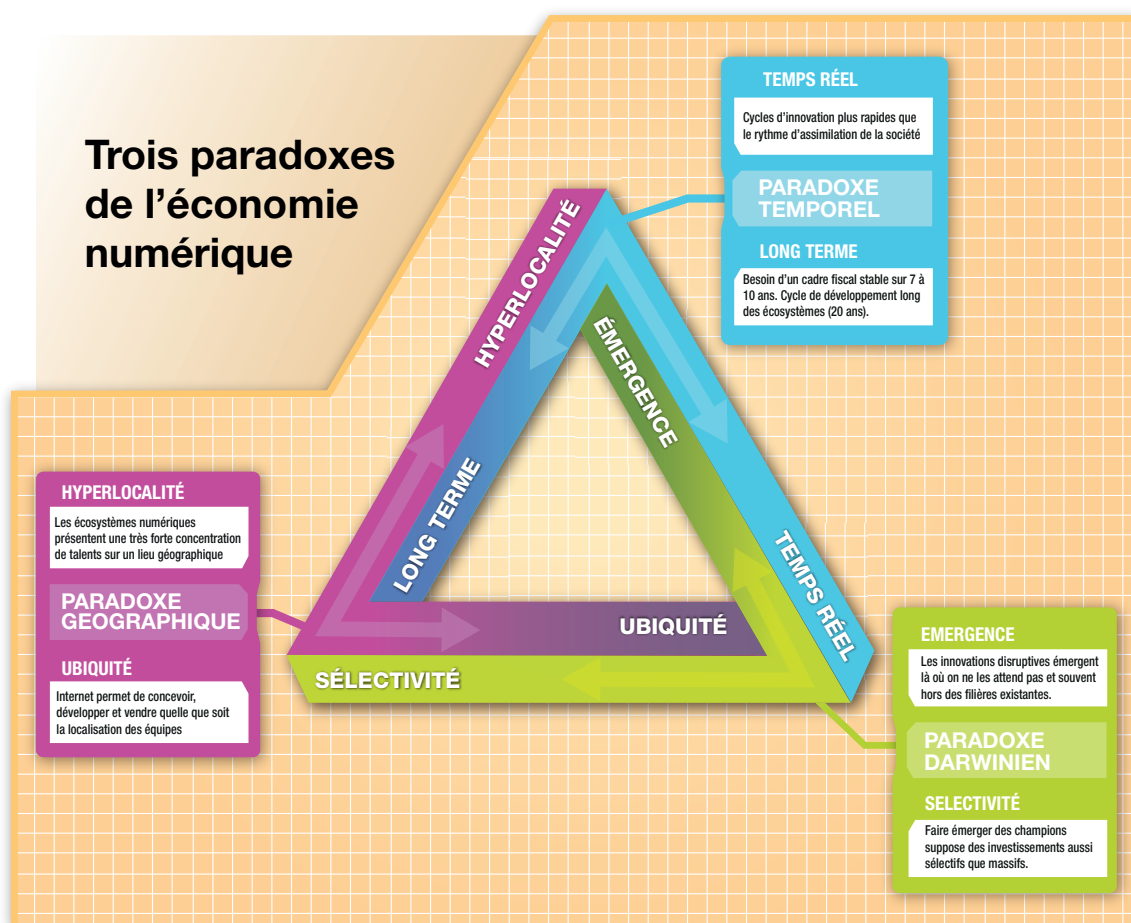 Trois paradoxes
de l'économie
numérique
TEMPS RÉEL
Cycles d'innovation plus rapides que
le rythme d'assimilation de la société
PARADOXE
TEMPOREL
LONG TERME
Besoin d'un cadre fiscal stable sur 7 à
10 ans. Cycle de développement long
des écosystèmes (20 ans).
HYPERLOCALITÉ
ÉMERGENCE
LONG TERME
TEMPS RÉEL
UBIQUITÉ
SÉLECTIVITÉ
HYPERLOCALITÉ
Les écosystèmes numériques
présentent une très forte concentration
de talents sur un lieu géographique
PARADOXE
GEOGRAPHIQUE
UBIQUITÉ
Internet permet de concevoir,
développer et vendre quelle que soit
la localisation des équipes
EMERGENCE
Les innovations disruptives émergent
là où on ne les attend pas et souvent
hors des filières existantes.
PARADOXE
DARWINIEN
SELECTIVITÉ
Faire émerger des champions
suppose des investissements aussi
sélectifs que massifs.